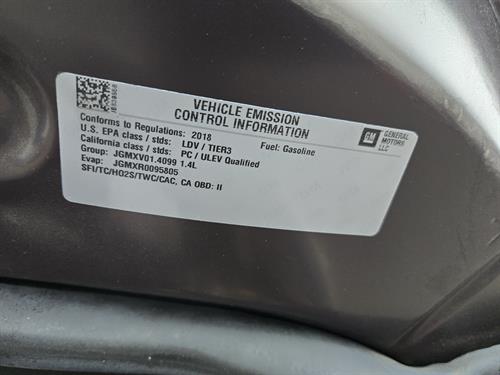 VEHICLE EMISSION
CONTROL INFORMATION
Conforms to Regulations: 2018 Fuel: Gasoline
U.S. EPA class / stds: LDV / TIER3
California class / stds: PC / ULEV Qualified
Group: JGMXV01.4099 1.4L
Evap: JGMXR0095805
SFI/TC/HO2S/TWC/CAC, CA OBD: II
GM
GENERAL
MOTORS
LLC